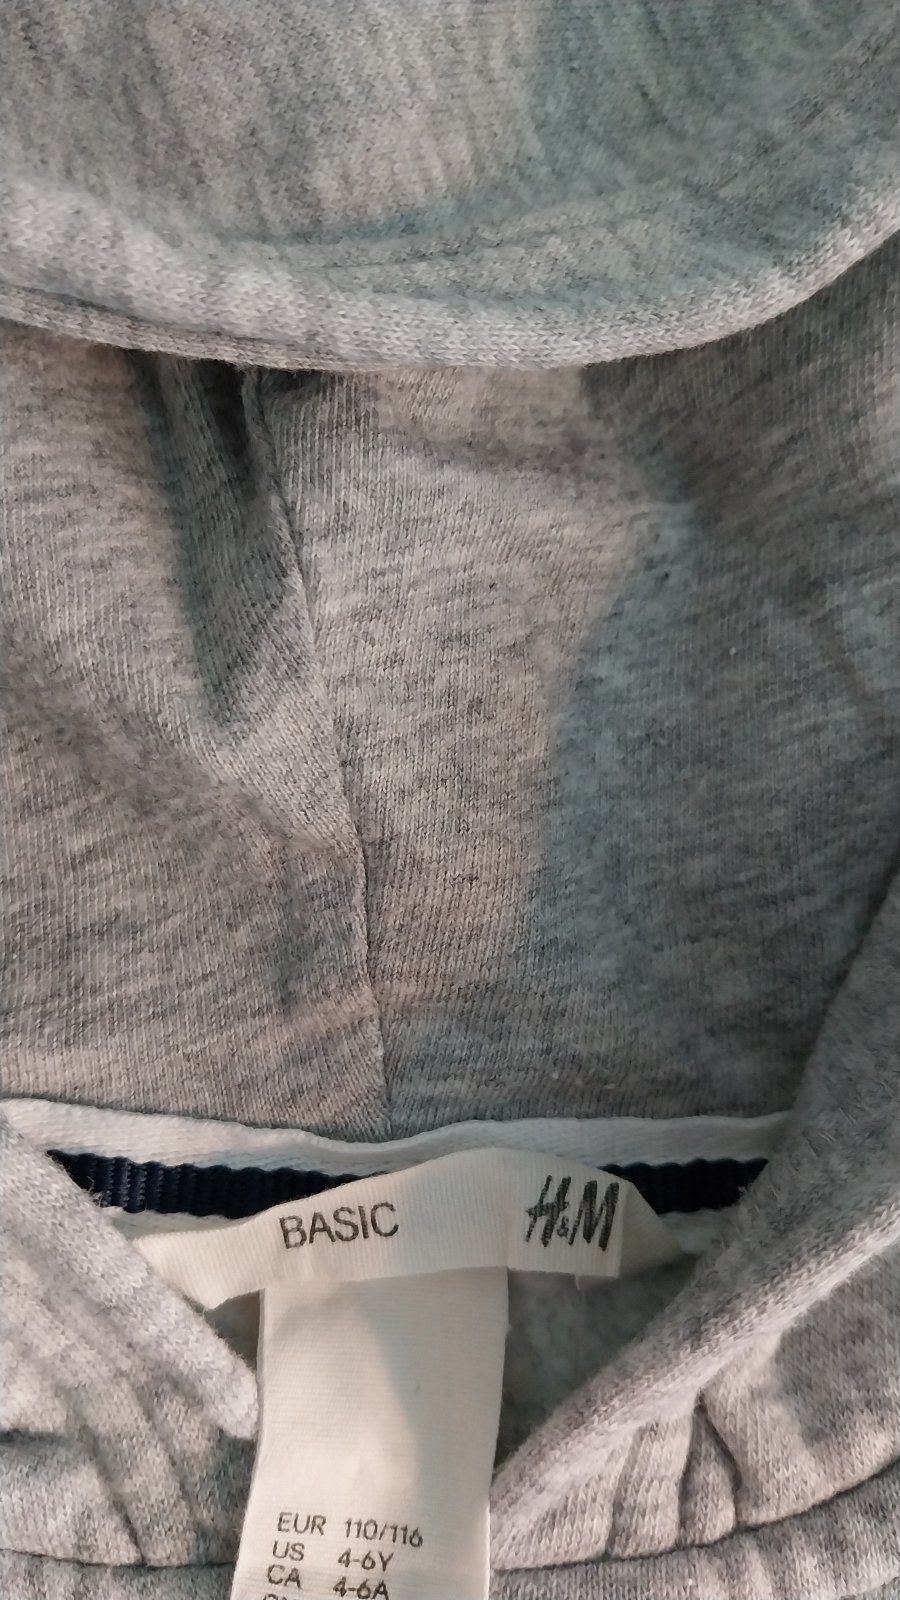 BASIC H&M
EUR 110/116
US 4-6Y
CA 4-6A